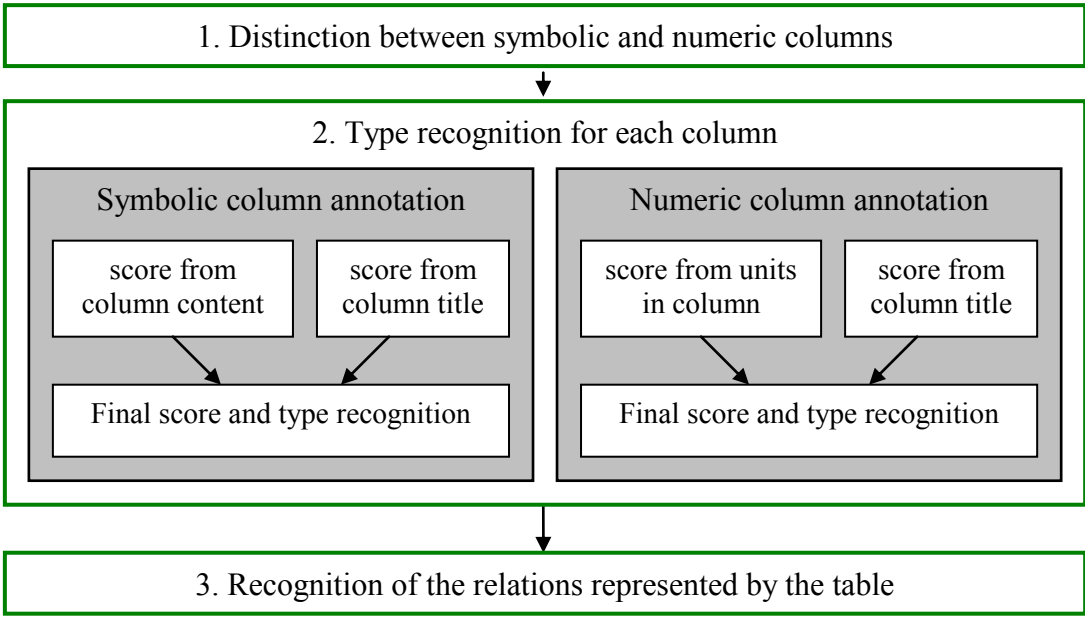 1. Distinction between symbolic and numeric columns
2. Type recognition for each column
Symbolic column annotation
score from
column content
score from
column title
Final score and type recognition
Numeric column annotation
score from units
in column
score from
column title
Final score and type recognition
3. Recognition of the relations represented by the table